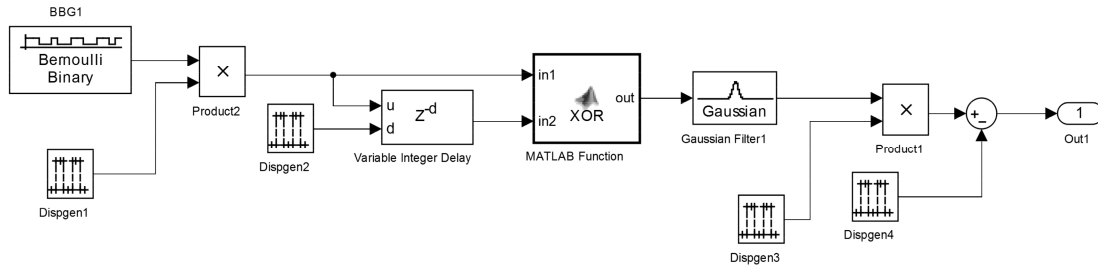 BBG1
Bernoulli
Binary
×
Product2
Dispgen1
Dispgen2
u
d
Z-d
Variable Integer Delay
in1
in2
out
XOR
MATLAB Function
Gaussian
Gaussian Filter1
×
Product1
Dispgen3
Dispgen4
+
−
1
Out1